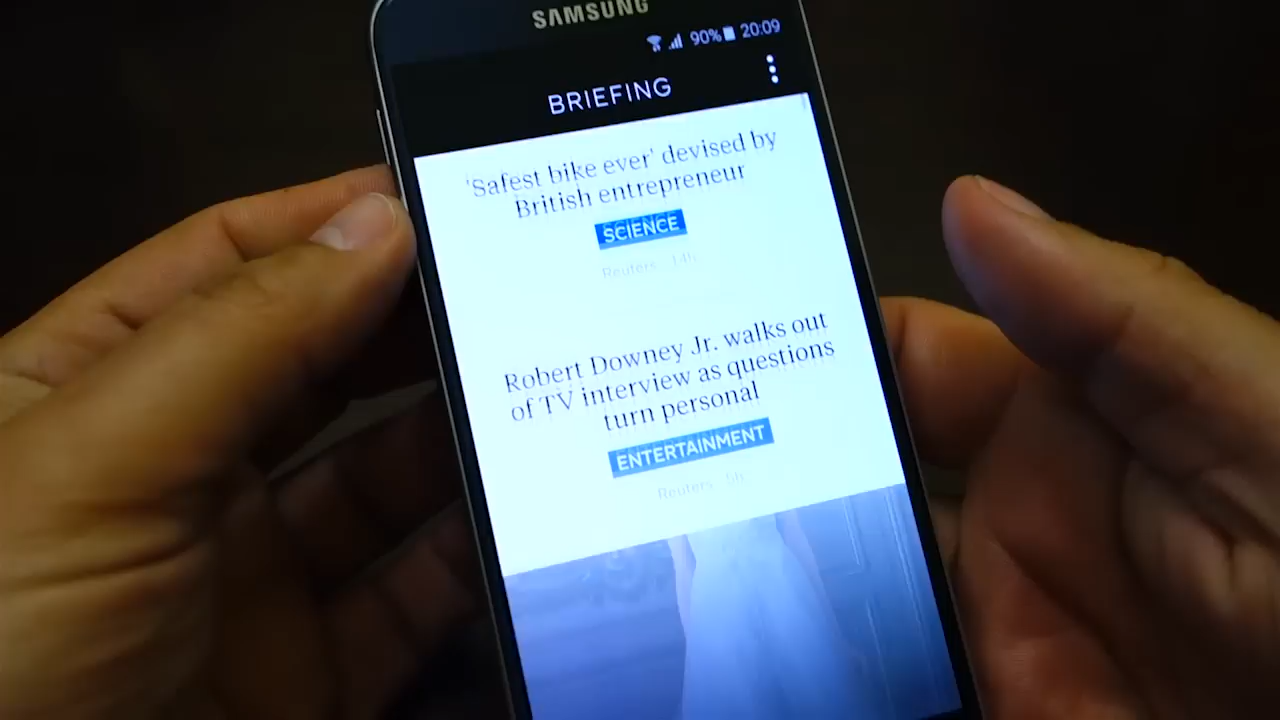 SAMSUNG
90% 20:09
BRIEFING
'Safest bike ever' devised by
British entrepreneur
SCIENCE
Reuters 14h
Robert Downey Jr. walks out
of TV interview as questions
turn personal
ENTERTAINMENT
Reuters 5h